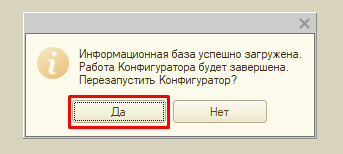 Информационная база успешно загружена.
Работа Конфигуратора будет завершена.
Перезапустить Конфигуратор?
Да
Нет